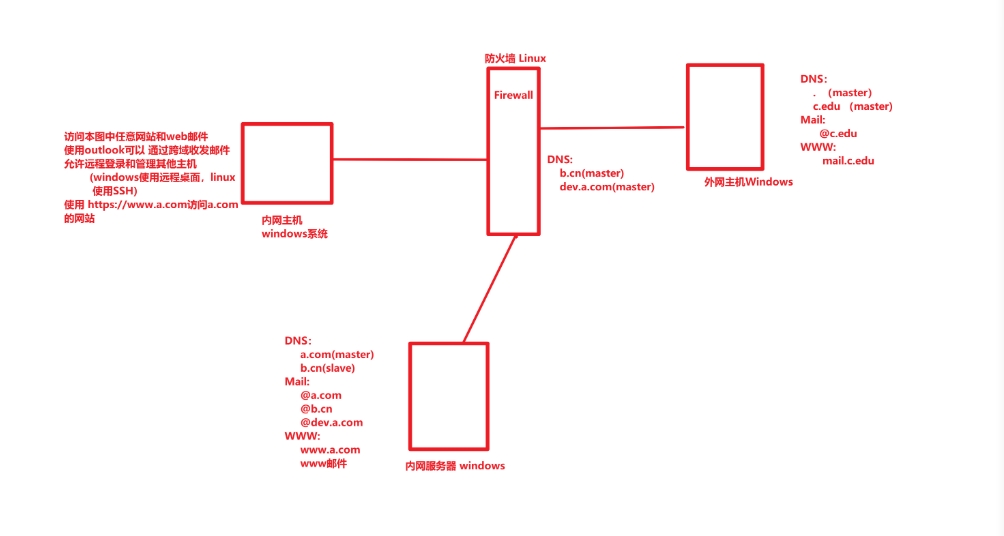 防火墙 Linux
Firewall
DNS:
. （master）
c.edu （master)
Mail:
@c.edu
WWW:
mail.c.edu
外网主机Windows
访问本图中任意网站和web邮件
使用outlook可以 通过跨域收发邮件
允许远程登录和管理其他主机
(windows使用远程桌面，linux
使用SSH)
使用 https://www.a.com访问a.com
的网站
内网主机
windows系统
DNS:
b.cn(master)
dev.a.com(master)
DNS:
a.com(master)
b.cn(slave)
Mail:
@a.com
@b.cn
@dev.a.com
WWW:
www.a.com
www邮件
内网服务器 windows